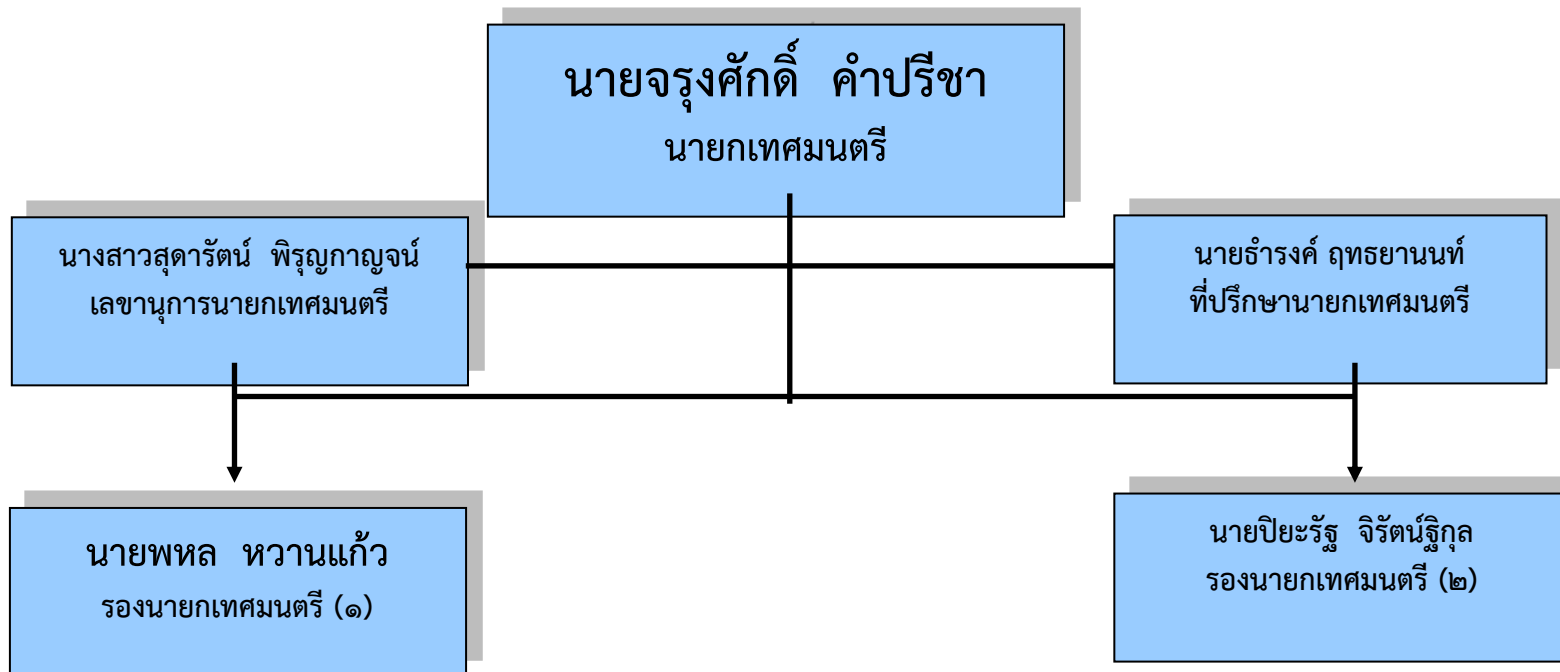 นายจรุงศักดิ์  คำปรีชา
นายกเทศมนตรี
นางสาวสุดารัตน์  พิรุญกาญจน์
เลขานุการนายกเทศมนตรี
นายธำรงค์ ฤทธยานนท์
ที่ปรึกษานายกเทศมนตรี
นายพหล  หวานแก้ว
รองนายกเทศมนตรี (๑)
นายปิยะรัฐ  จิรัตน์ฐิกุล
รองนายกเทศมนตรี (๒)